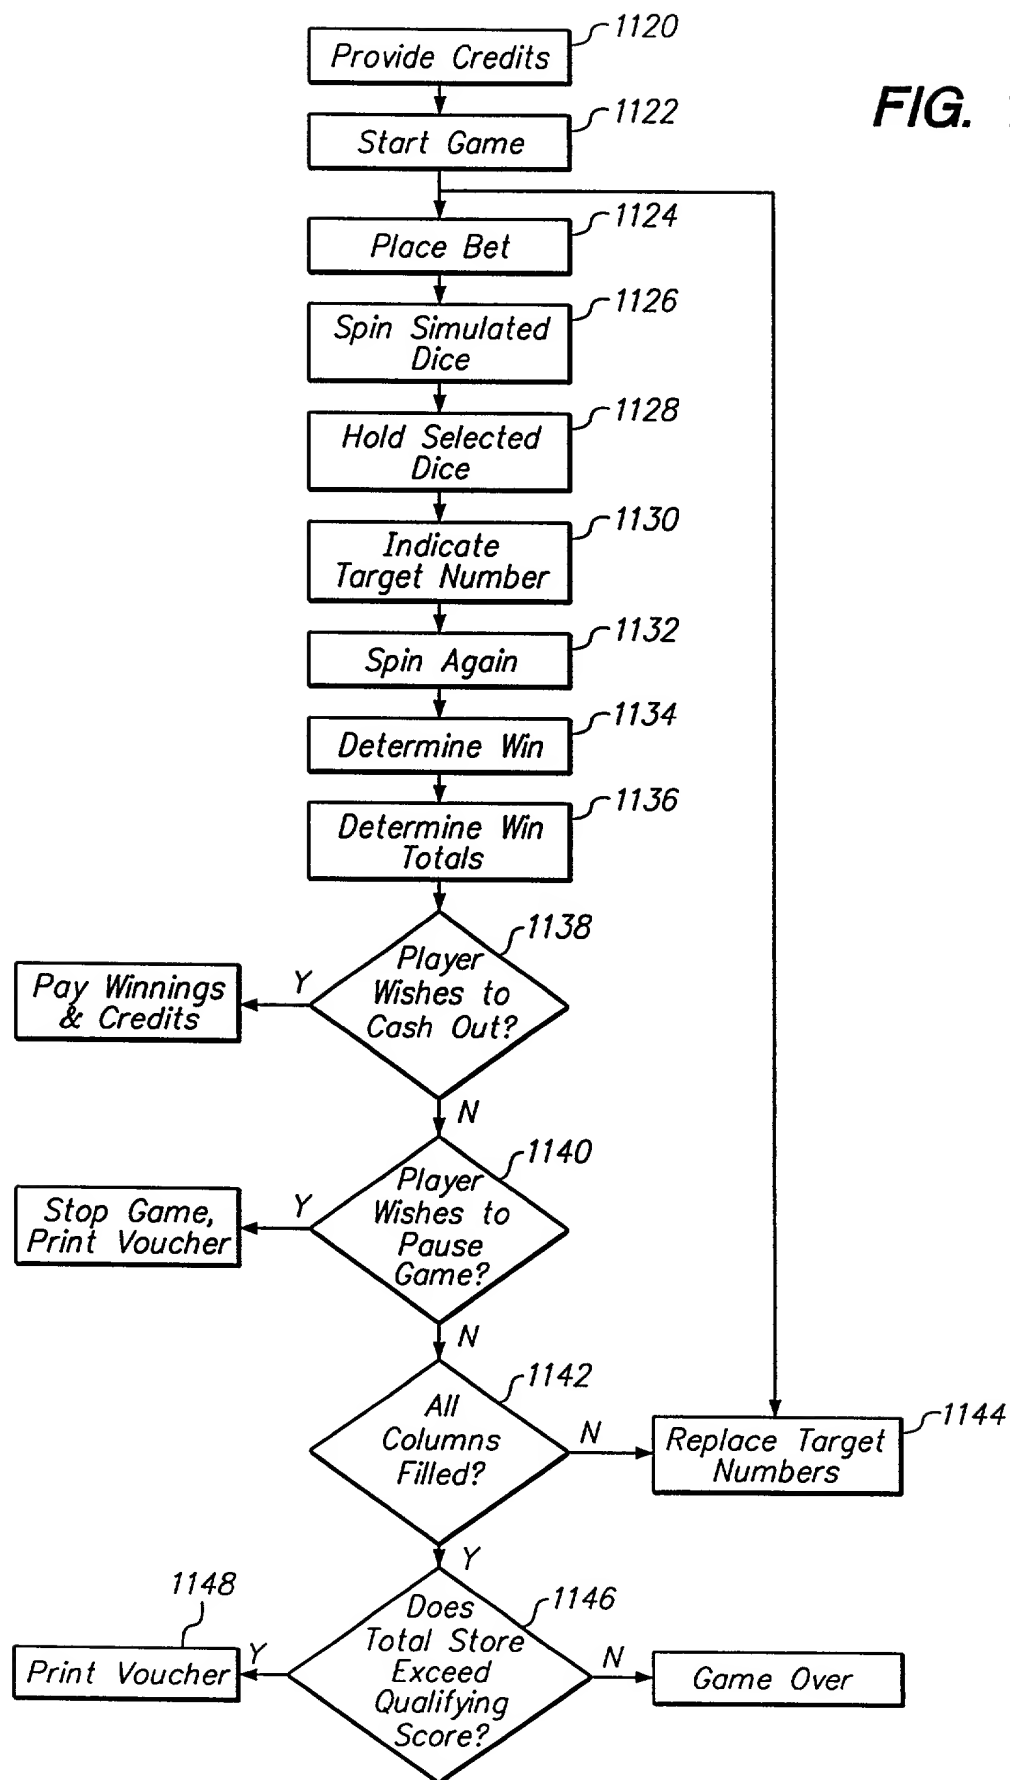 1120
Provide Credits
FIG.
1122
Start Game
1124
Place Bet
1126
Spin Simulated
Dice
1128
Hold Selected
Dice
1130
Indicate
Target Number
1132
Spin Again
1134
Determine Win
1136
Determine Win
Totals
1138
Player
Wishes to
Cash Out?
Y
Pay Winnings
& Credits
N
1140
Player
Wishes to
Pause
Game?
Y
Stop Game,
Print Voucher
N
1142
All
Columns
Filled?
N
1144
Replace Target
Numbers
Y
1148
1146
Does
Total Store
Exceed
Qualifying
Score?
Y
Print Voucher
N
Game Over